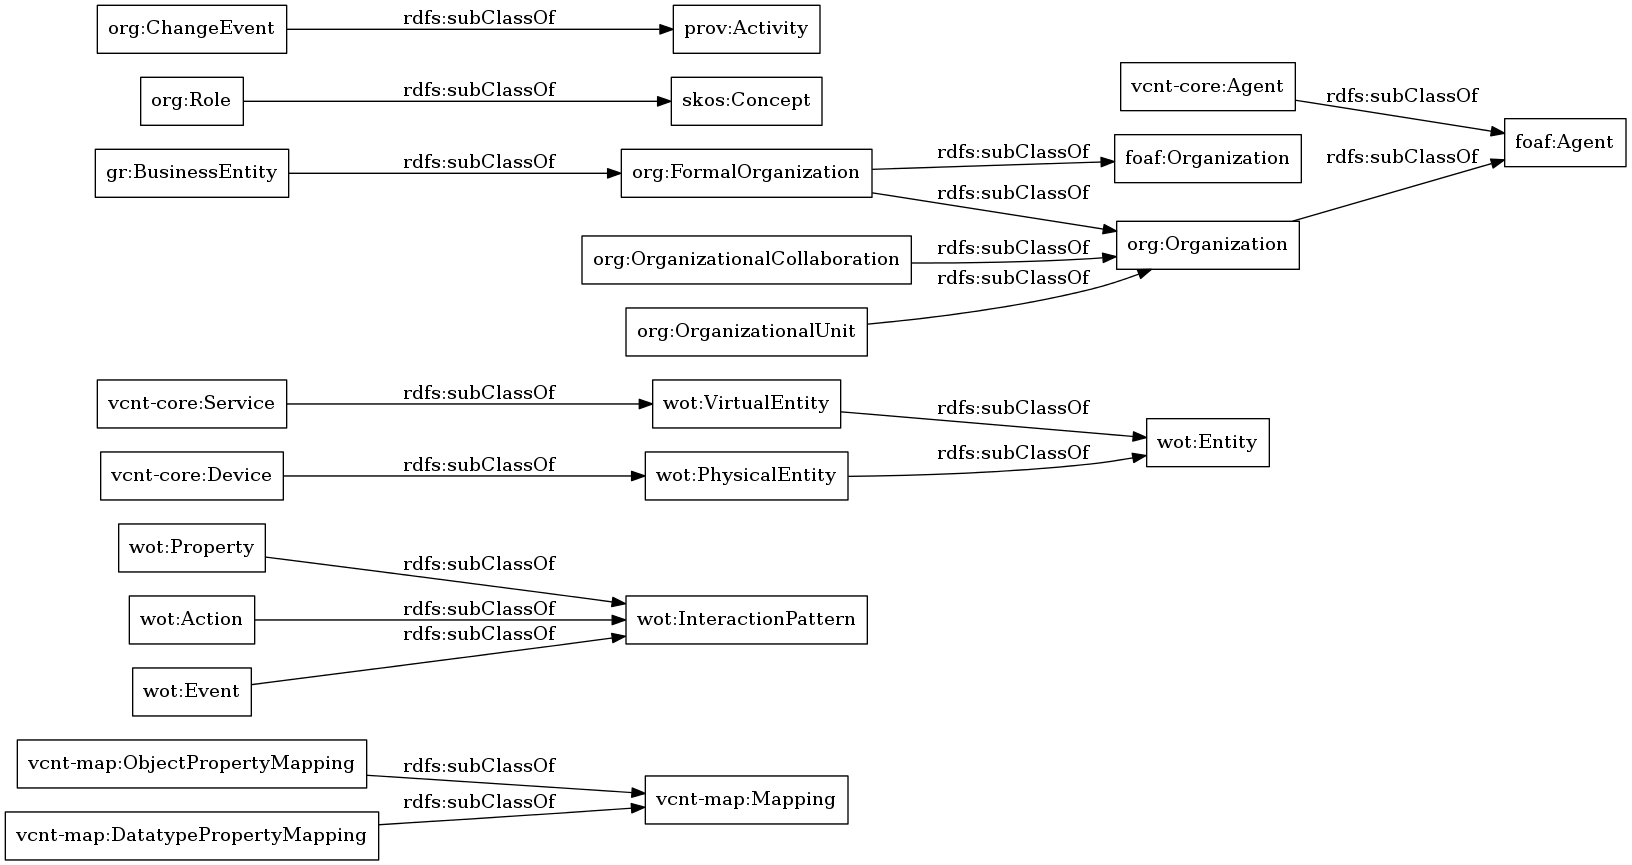 org:ChangeEvent
rdfs:subClassOf
prov:Activity
org:Role
rdfs:subClassOf
skos:Concept
vcnt-core:Agent
rdfs:subClassOf
foaf:Agent
gr:BusinessEntity
rdfs:subClassOf
org:FormalOrganization
rdfs:subClassOf
foaf:Organization
rdfs:subClassOf
rdfs:subClassOf
org:OrganizationalCollaboration
rdfs:subClassOf
org:Organization
rdfs:subClassOf
org:OrganizationalUnit
vcnt-core:Service
rdfs:subClassOf
wot:VirtualEntity
rdfs:subClassOf
wot:Entity
vcnt-core:Device
rdfs:subClassOf
wot:PhysicalEntity
rdfs:subClassOf
wot:Property
rdfs:subClassOf
wot:Action
rdfs:subClassOf
wot:InteractionPattern
rdfs:subClassOf
wot:Event
vcnt-map:ObjectPropertyMapping
rdfs:subClassOf
vcnt-map:Mapping
rdfs:subClassOf
vcnt-map:DatatypePropertyMapping